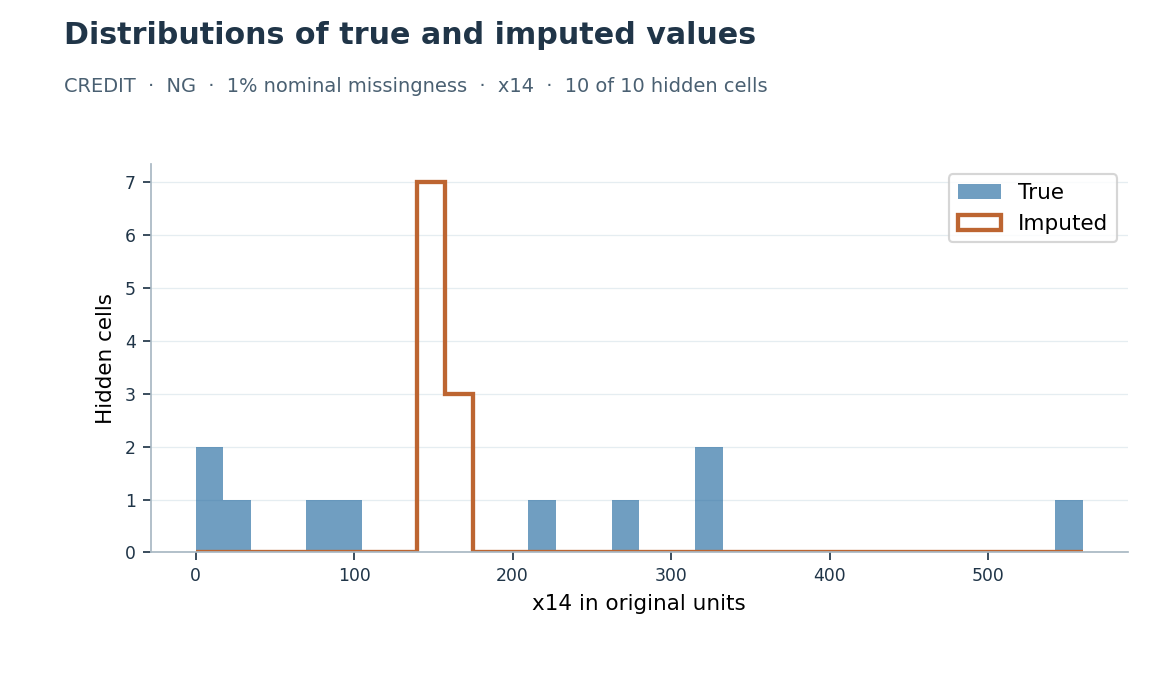 Distributions of true and imputed values
CREDIT · NG · 1% nominal missingness · x14 · 10 of 10 hidden cells
True
Imputed
Hidden cells
7
6
5
4
3
2
1
0
0 100 200 300 400 500
x14 in original units